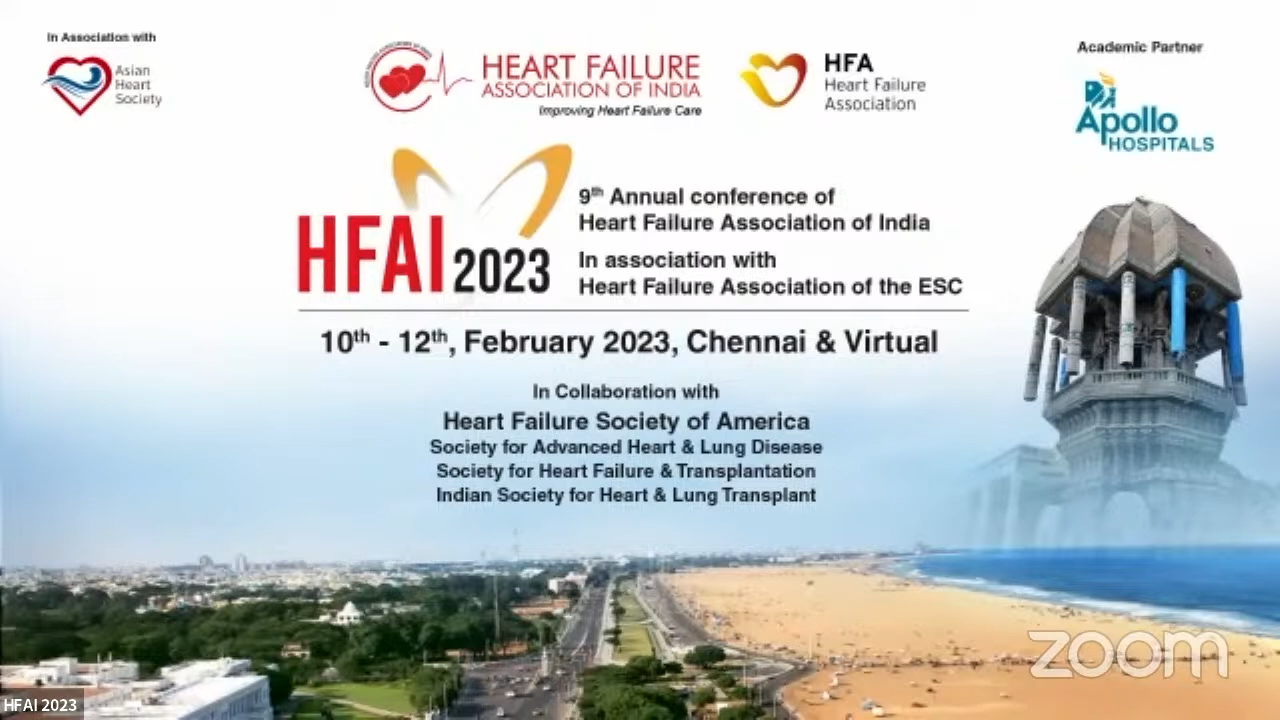 In Association with
Asian
Heart
Society
HEART FAILURE
ASSOCIATION OF INDIA
Improving Heart Failure Care
HFA
Heart Failure
Association
Academic Partner
Apollo
HOSPITALS
HFAI 2023
9th Annual conference of
Heart Failure Association of India
In association with
Heart Failure Association of the ESC
10th - 12th, February 2023, Chennai & Virtual
In Collaboration with
Heart Failure Society of America
Society for Advanced Heart & Lung Disease
Society for Heart Failure & Transplantation
Indian Society for Heart & Lung Transplant
zoom
HFAI 2023